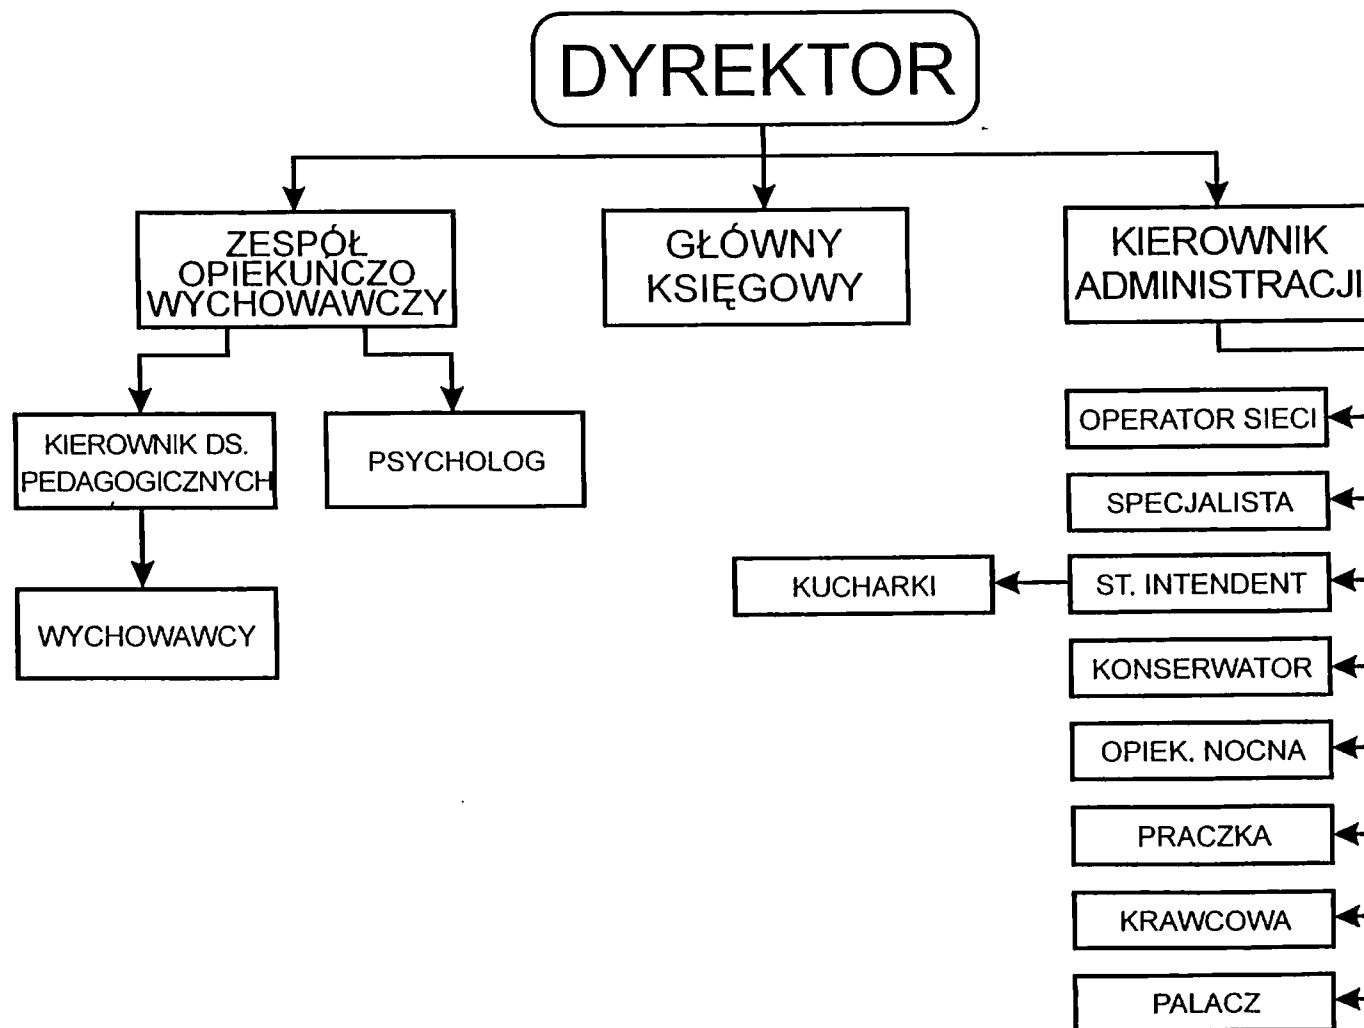 DYREKTOR
ZESPÓŁ
OPIEKUŃCZO
WYCHOWAWCZY
GŁÓWNY
KSIĘGOWY
KIEROWNIK
ADMINISTRACJI
KIEROWNIK DS.
PEDAGOGICZNYCH
PSYCHOLOG
WYCHOWAWCY
OPERATOR SIECI
SPECJALISTA
KUCHARKI
ST. INTENDENT
KONSERWATOR
OPIEK. NOCNA
PRACZKA
KRAWCOWA
PALACZ